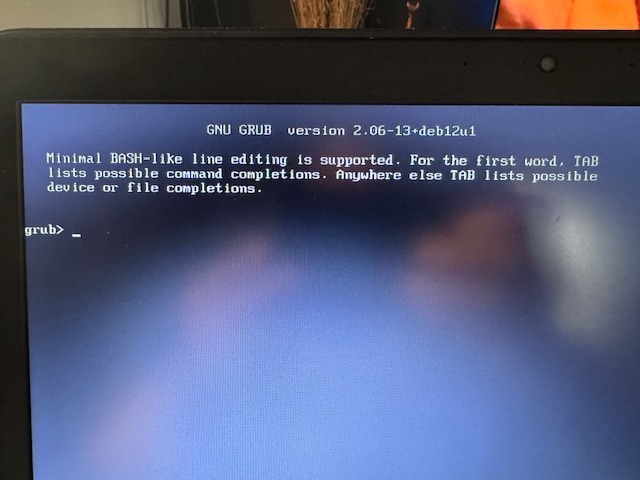 GNU GRUB version 2.06-13+deb12u1
Minimal BASH-like line editing is supported. For the first word, TAB
lists possible command completions. Anywhere else TAB lists possible
device or file completions.
grub> _